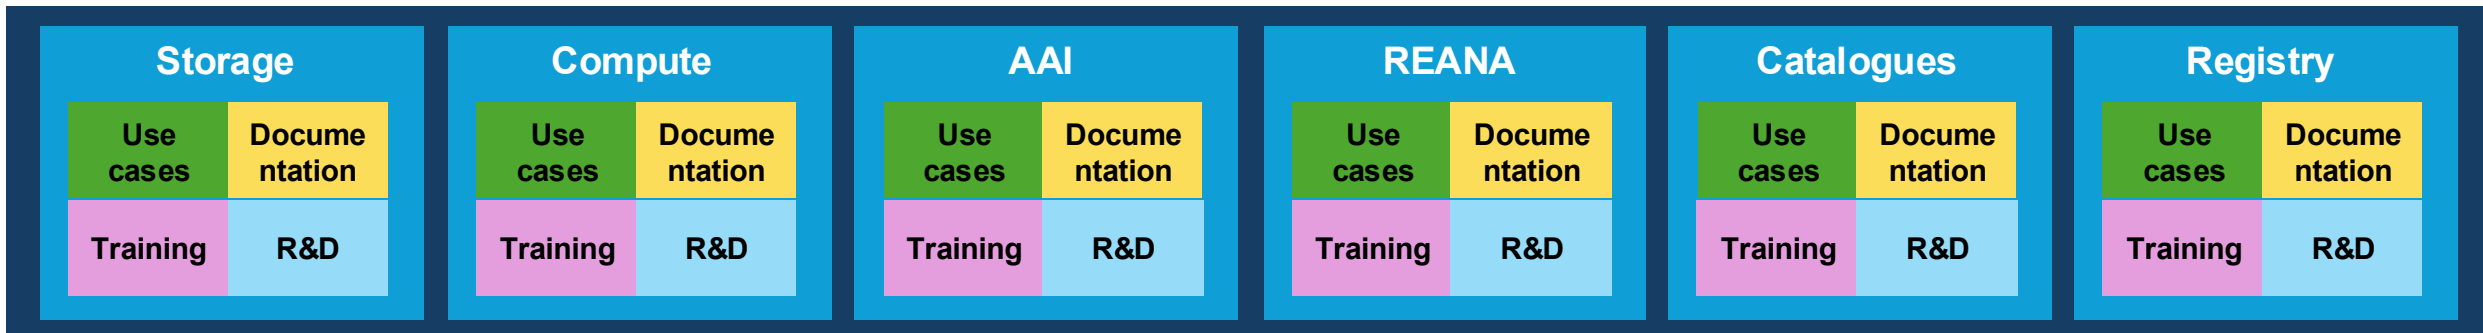 Storage
Use
cases
Docume
ntation
Training
R&D
Compute
Use
cases
Docume
ntation
Training
R&D
AAI
Use
cases
Docume
ntation
Training
R&D
REANA
Use
cases
Docume
ntation
Training
R&D
Catalogues
Use
cases
Docume
ntation
Training
R&D
Registry
Use
cases
Docume
ntation
Training
R&D